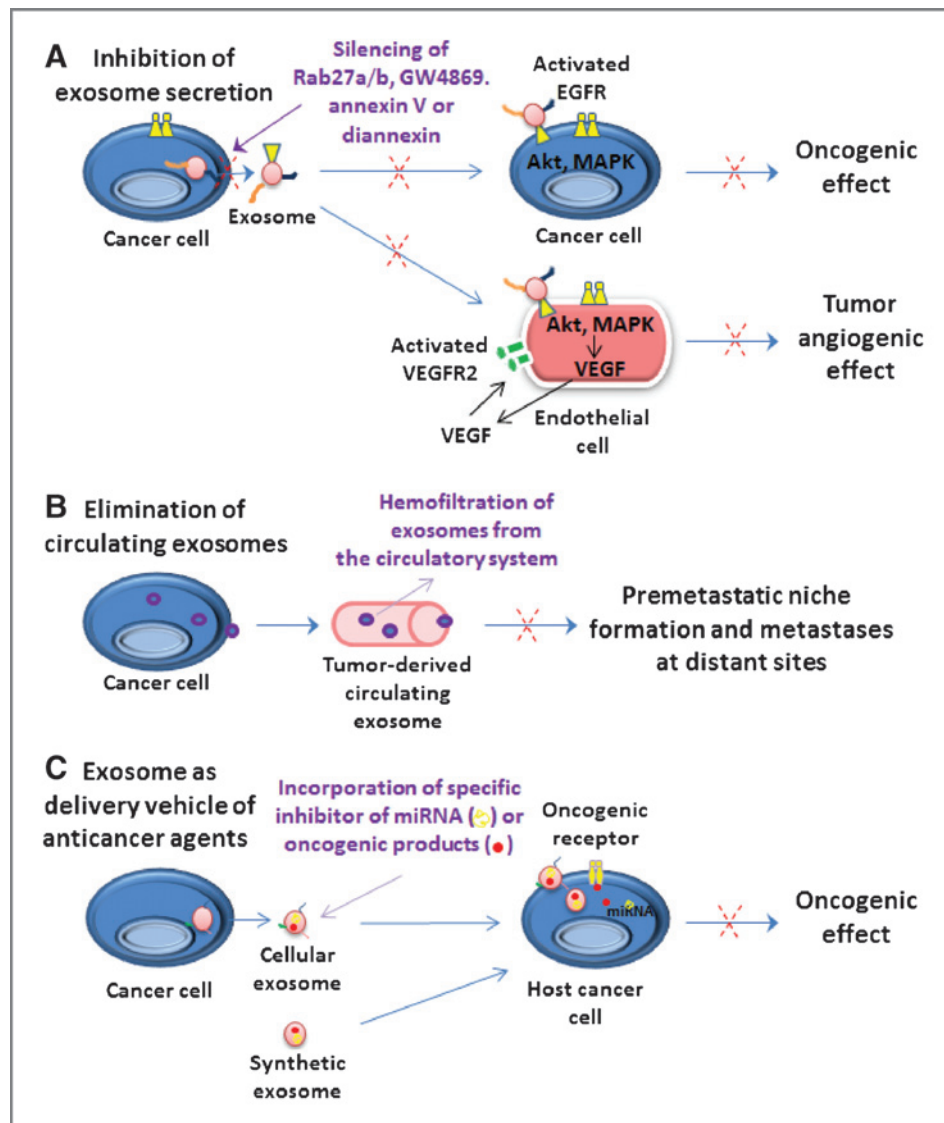 A
Inhibition of
exosome secretion
Silencing of
Rab27a/b, GW4869.
annexin V or
diannexin
Activated
EGFR
Akt, MAPK
Exosome
Cancer cell
Cancer cell
Oncogenic
effect
Activated
VEGFR2
Akt, MAPK
VEGF
VEGF
Endothelial
cell
Tumor
angiogenic
effect
B
Elimination of
circulating exosomes
Hemofiltration of
exosomes from
the circulatory system
Cancer cell
Tumor-derived
circulating
exosome
Premetastatic niche
formation and metastases
at distant sites
C
Exosome as
delivery vehicle of
anticancer agents
Incorporation of specific
inhibitor of miRNA ( ) or
oncogenic products ( )
Oncogenic
receptor
miRNA
Cancer cell
Cellular
exosome
Host cancer
cell
Oncogenic
effect
Synthetic
exosome